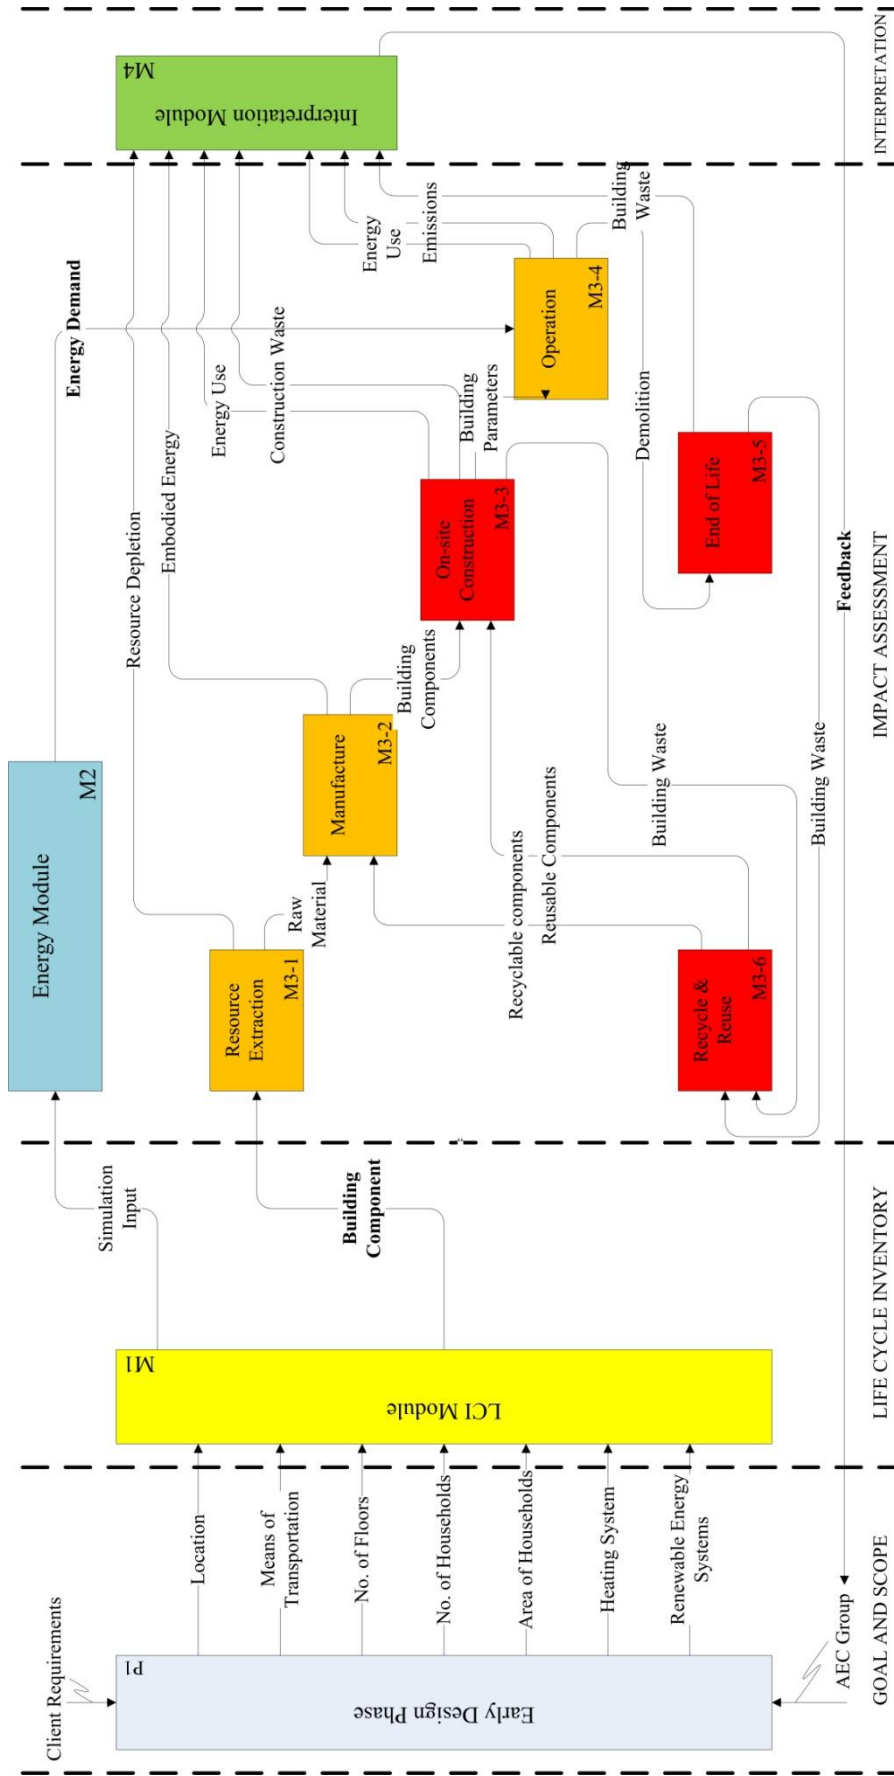 Client Requirements
P1
Early Design Phase
AEC Group
GOAL AND SCOPE
Location
Means of
Transportation
No. of Floors
No. of Households
Area of Households
Heating System
Renewable Energy
Systems
M1
LCI Module
LIFE CYCLE INVENTORY
Simulation
Input
Building
Component
Energy Module
M2
Resource
Extraction
M3-1
Raw
Material
Resource Depletion
Manufacture
M3-2
Embodied Energy
Building
Components
On-site
Construction
M3-3
Energy Use
Construction Waste
Building
Parameters
Energy Demand
Operation
M3-4
Energy
Use
Emissions
Building
Waste
Demolition
End of Life
M3-5
Recycle &
Reuse
M3-6
Recyclable components
Reusable Components
Building Waste
Building Waste
Feedback
IMPACT ASSESSMENT
M4
Interpretation Module
INTERPRETATION